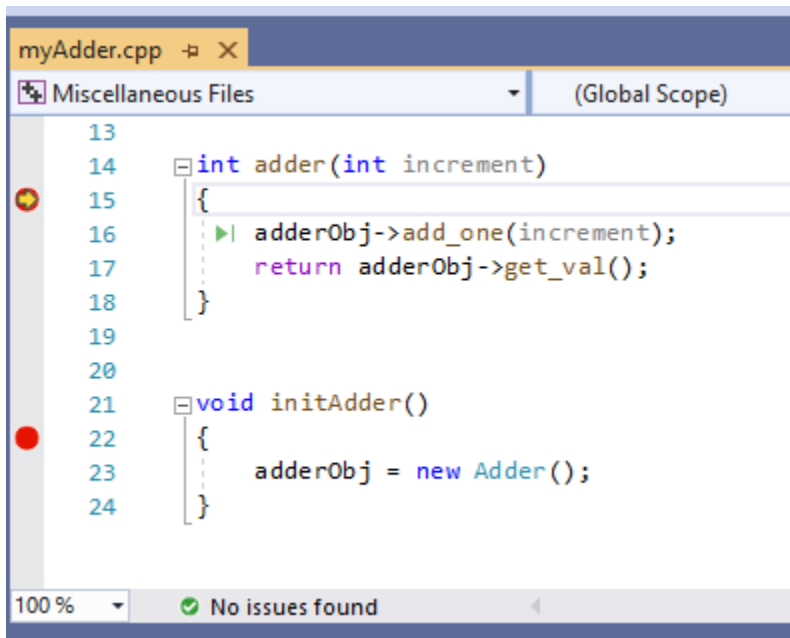 myAdder.cpp
Miscellaneous Files (Global Scope)
13
14 int adder(int increment)
15 {
16 adderObj->add_one(increment);
17 return adderObj->get_val();
18 }
19
20
21 void initAdder()
22 {
23 adderObj = new Adder();
24 }
100 % No issues found